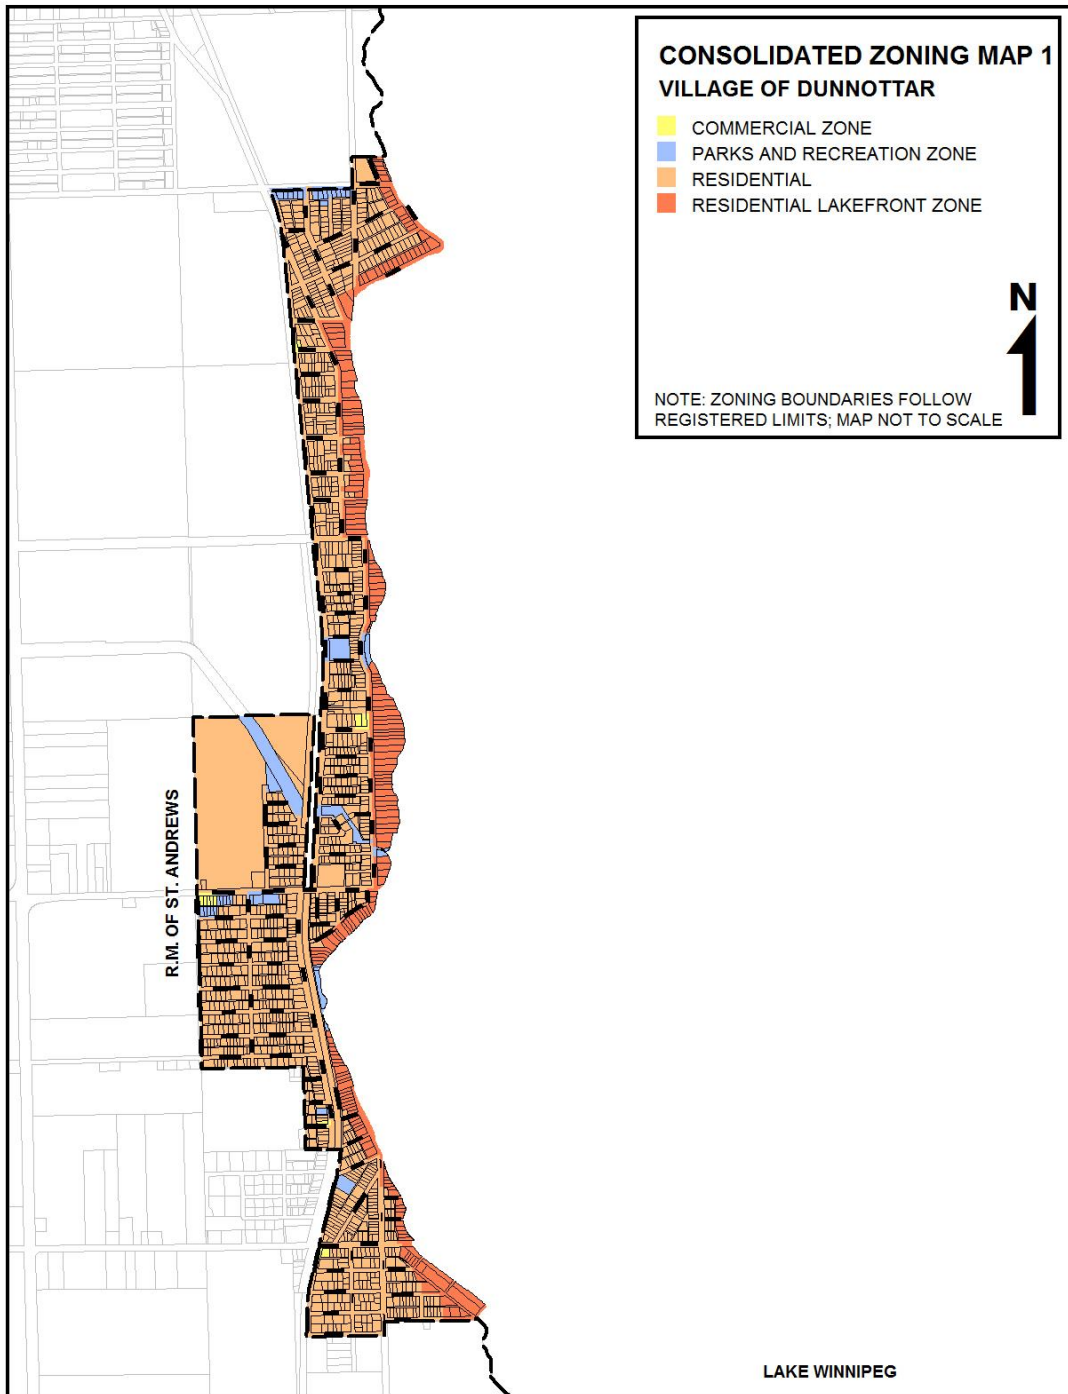 CONSOLIDATED ZONING MAP 1
VILLAGE OF DUNNOTTAR
COMMERCIAL ZONE
PARKS AND RECREATION ZONE
RESIDENTIAL
RESIDENTIAL LAKEFRONT ZONE
N
NOTE: ZONING BOUNDARIES FOLLOW
REGISTERED LIMITS; MAP NOT TO SCALE
R.M. OF ST. ANDREWS
LAKE WINNIPEG